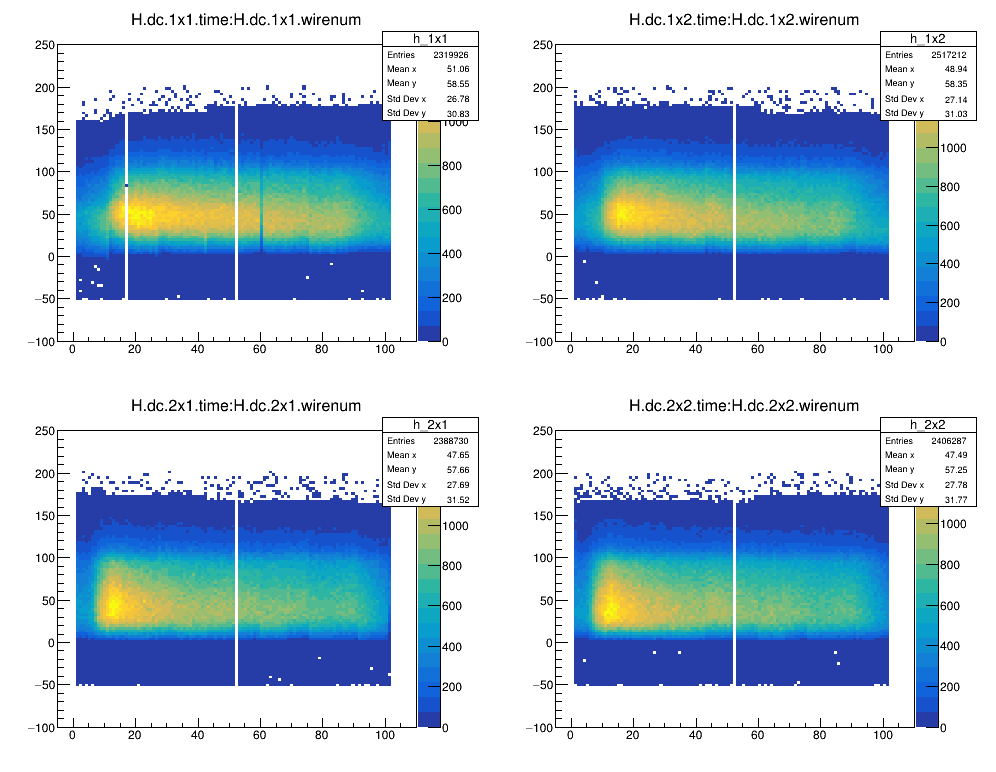 H.dc.1x1.time:H.dc.1x1.wirenum
h_1x1
Entries 2319926
Mean x 51.06
Mean y 58.55
Std Dev x 26.78
Std Dev y 30.83
250
200
150
100
50
0
−50
−100
0 20 40 60 80 100
1000
800
600
400
200
0
H.dc.1x2.time:H.dc.1x2.wirenum
h_1x2
Entries 2517212
Mean x 48.94
Mean y 58.35
Std Dev x 27.14
Std Dev y 31.03
250
200
150
100
50
0
−50
−100
0 20 40 60 80 100
1000
800
600
400
200
0
H.dc.2x1.time:H.dc.2x1.wirenum
h_2x1
Entries 2388730
Mean x 47.65
Mean y 57.66
Std Dev x 27.69
Std Dev y 31.52
250
200
150
100
50
0
−50
−100
0 20 40 60 80 100
1000
800
600
400
200
0
H.dc.2x2.time:H.dc.2x2.wirenum
h_2x2
Entries 2406287
Mean x 47.49
Mean y 57.25
Std Dev x 27.78
Std Dev y 31.77
250
200
150
100
50
0
−50
−100
0 20 40 60 80 100
1000
800
600
400
200
0